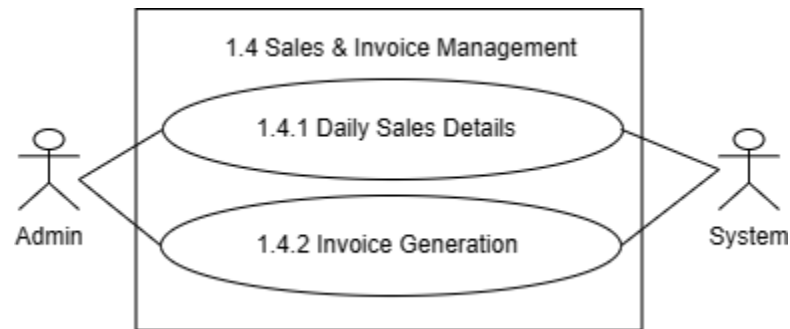 1.4 Sales & Invoice Management
1.4.1 Daily Sales Details
Admin
System
1.4.2 Invoice Generation